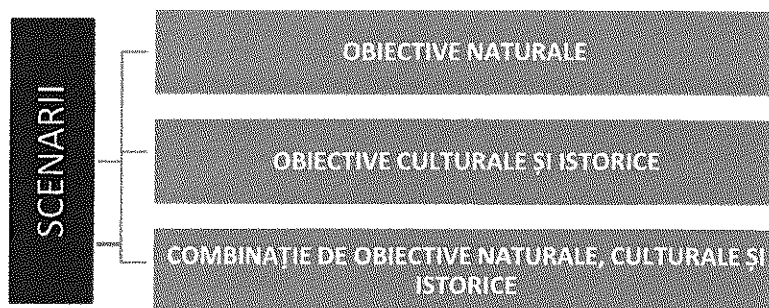 SCENARII
OBIECTIVE NATURALE
OBIECTIVE CULTURALE ȘI ISTORICE
COMBINAȚIE DE OBIECTIVE NATURALE, CULTURALE ȘI
ISTORICE